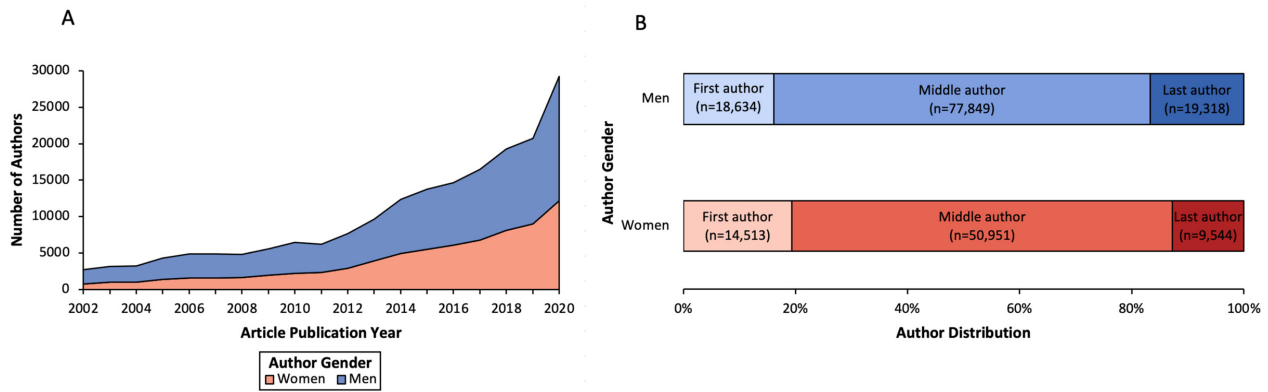 A
30000
25000
20000
15000
10000
5000
0
Number of Authors
2002 2004 2006 2008 2010 2012 2014 2016 2018 2020
Article Publication Year
Author Gender
Women Men
B
Author Gender
Men
First author
(n=18,634)
Middle author
(n=77,849)
Last author
(n=19,318)
Women
First author
(n=14,513)
Middle author
(n=50,951)
Last author
(n=9,544)
0% 20% 40% 60% 80% 100%
Author Distribution